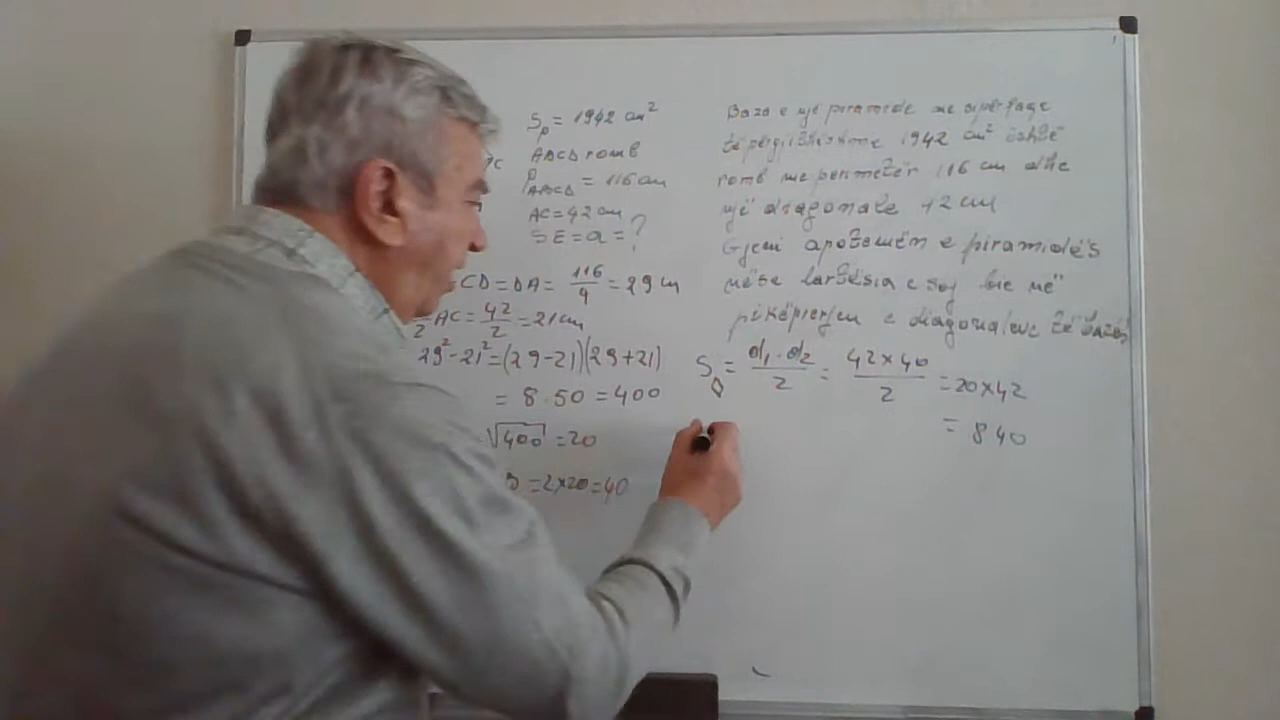 S_p = 1942 cm²
ABCD romb
P_ABCD = 116 cm
AC = 42 cm
SE = a = ?
CD = DA = 116/4 = 29 cm
/2 AC = 42/2 = 21 cm
29² - 21² = (29 - 21)(29 + 21)
= 8 · 50 = 400
√400 = 20
= 2×20 = 40
Baza e një piramide me sipërfaqe
të përgjithshme 1942 cm² është
romb me perimetër 116 cm dhe
një diagonale 42 cm
Gjeni apotemën e piramidës
nëse lartësia e saj bie në
pikëprerjen e diagonaleve të bazës
S◊ = d₁ · d₂/2 = 42×40/2 = 20×42
= 840